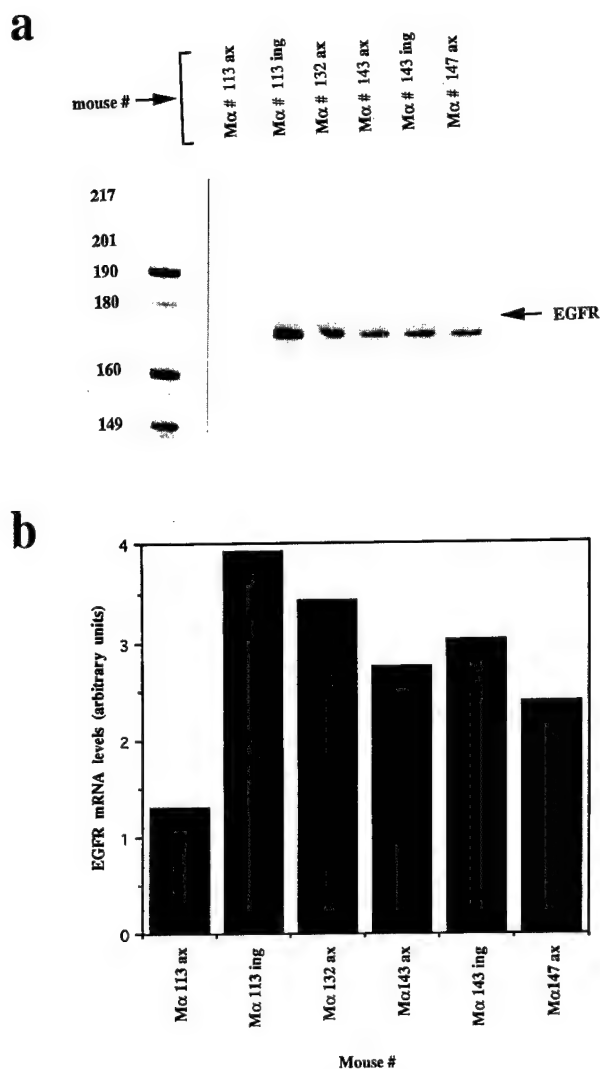 a
mouse #
Mα # 113 ax
Mα # 113 ing
Mα # 132 ax
Mα # 143 ax
Mα # 143 ing
Mα # 147 ax
217
201
190
180
160
149
EGFR
b
EGFR mRNA levels (arbitrary units)
4
3
2
1
0
Mα 113 ax
Mα 113 ing
Mα 132 ax
Mα143 ax
Mα 143 ing
Mα147 ax
Mouse #